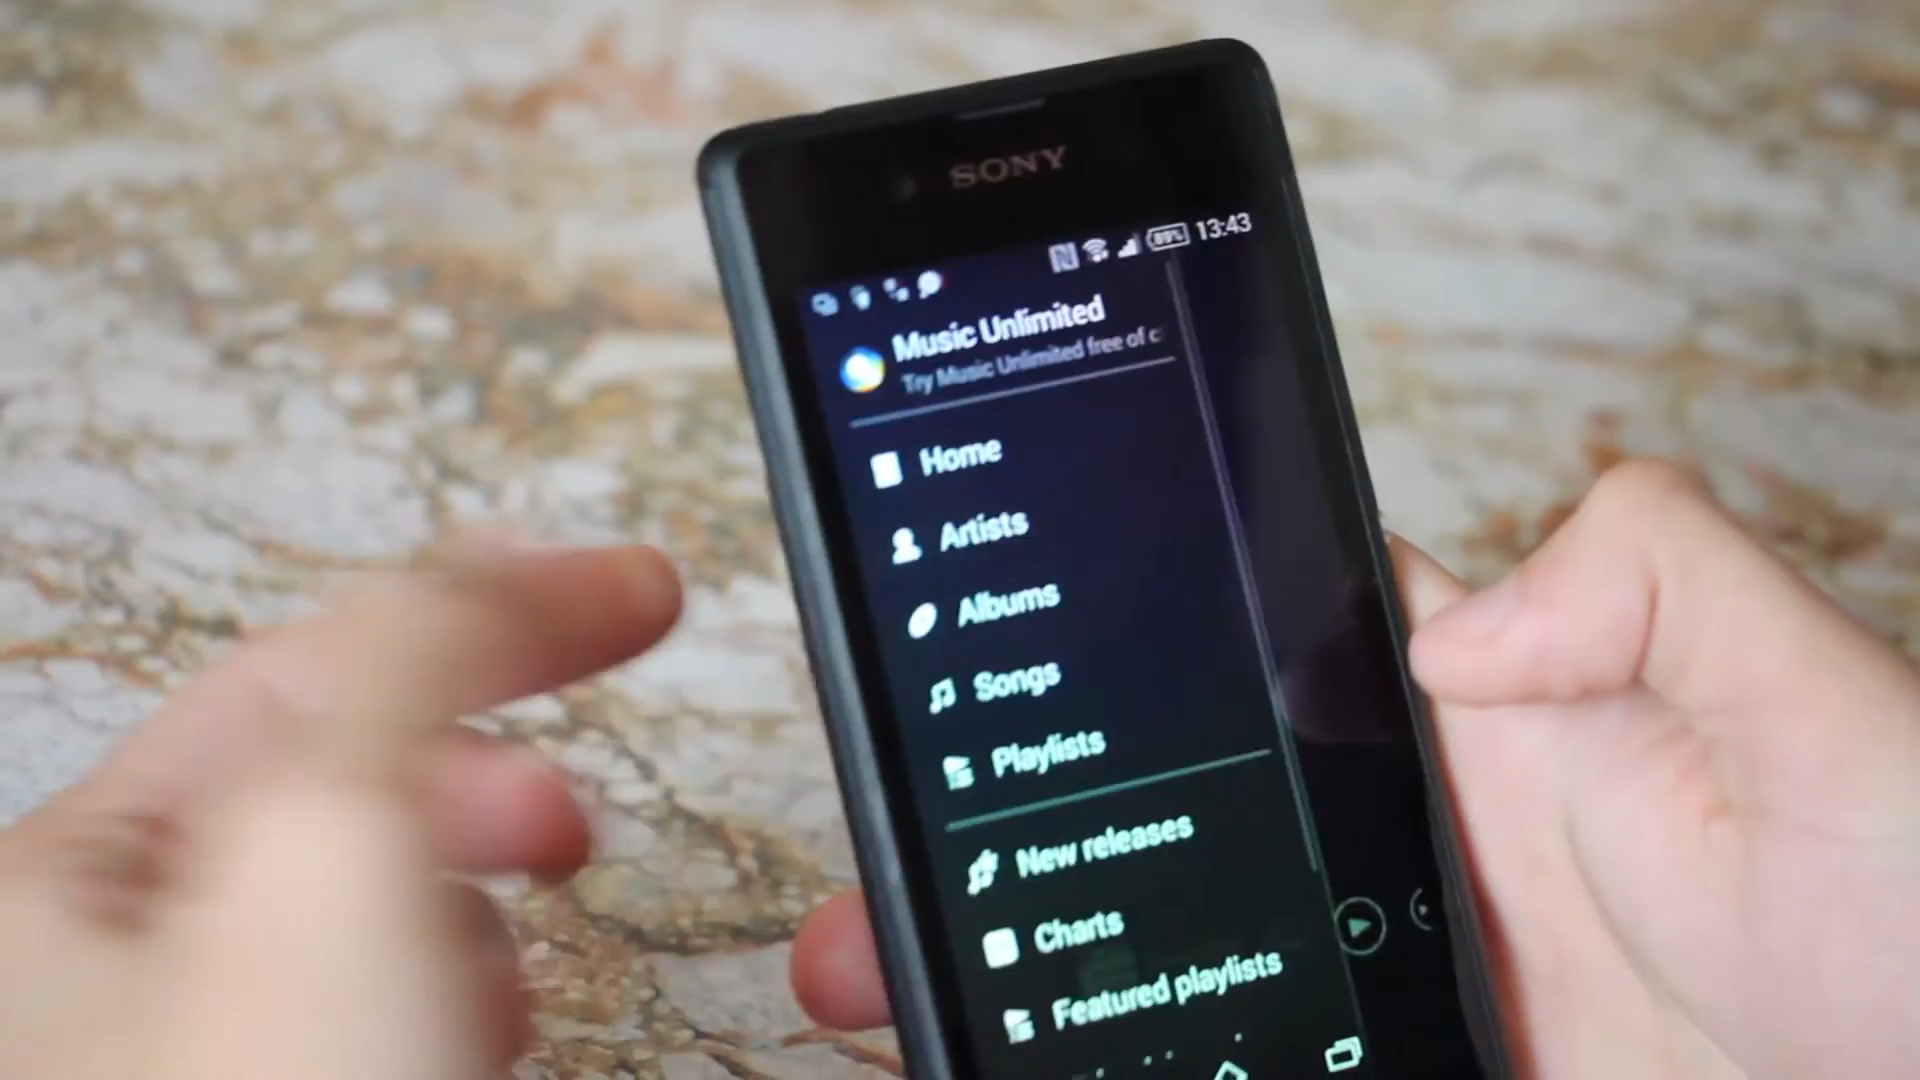 SONY
89% 13:43
Music Unlimited
Try Music Unlimited free of c
Home
Artists
Albums
Songs
Playlists
New releases
Charts
Featured playlists